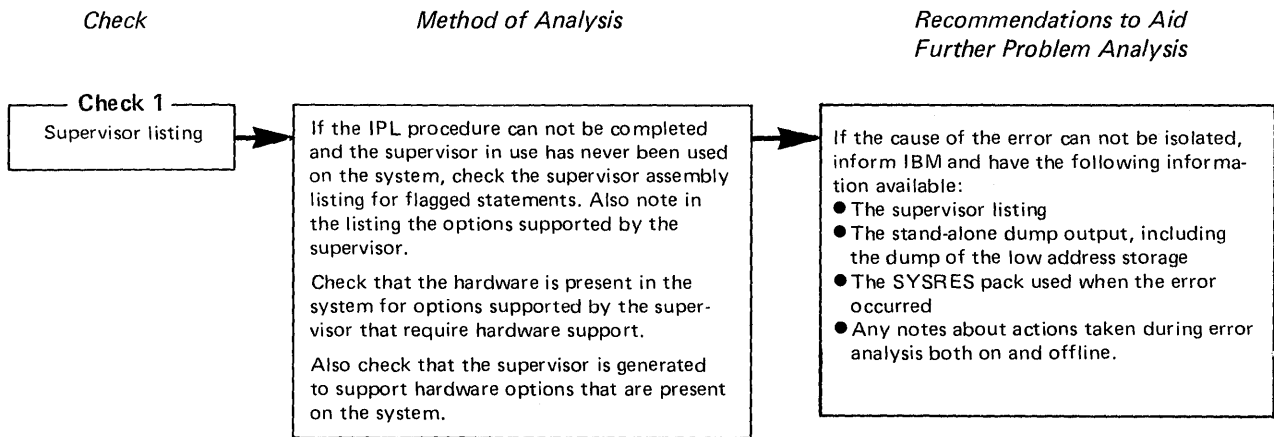 Check
Method of Analysis
Recommendations to Aid
Further Problem Analysis
Check 1
Supervisor listing
If the IPL procedure can not be completed
and the supervisor in use has never been used
on the system, check the supervisor assembly
listing for flagged statements. Also note in
the listing the options supported by the
supervisor.
Check that the hardware is present in the
system for options supported by the super-
visor that require hardware support.
Also check that the supervisor is generated
to support hardware options that are present
on the system.
If the cause of the error can not be isolated,
inform IBM and have the following informa-
tion available:
● The supervisor listing
● The stand-alone dump output, including
the dump of the low address storage
● The SYSRES pack used when the error
occurred
● Any notes about actions taken during error
analysis both on and offline.